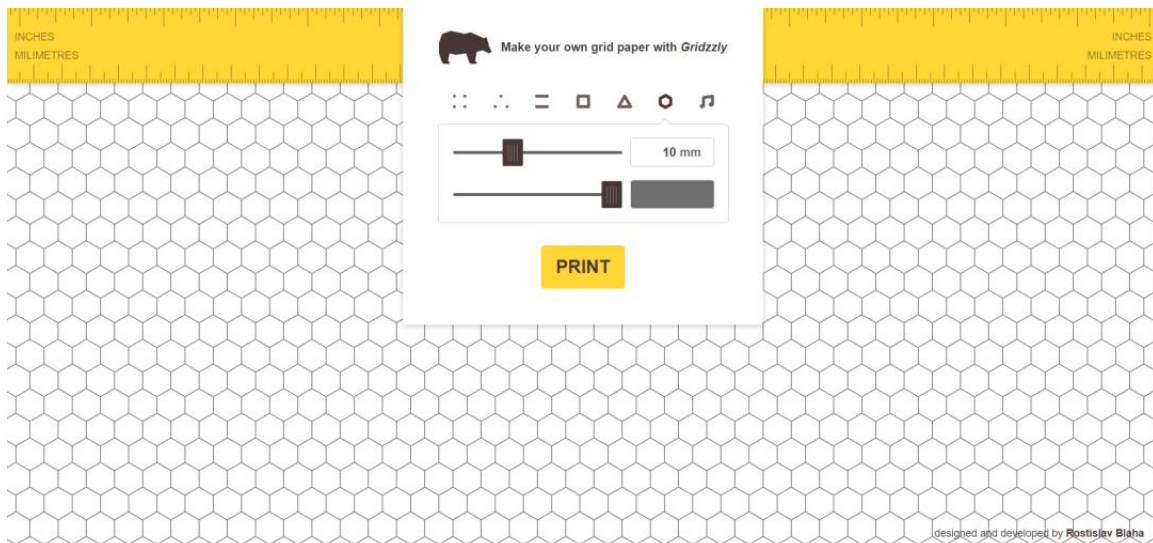 INCHES
MILIMETRES
Make your own grid paper with Gridzzly
INCHES
MILIMETRES
10 mm
PRINT
designed and developed by Rostislav Blaha